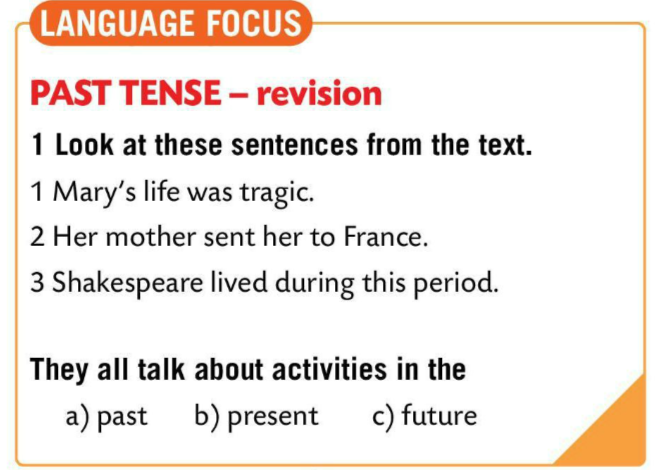 LANGUAGE FOCUS
PAST TENSE – revision
1 Look at these sentences from the text.
1 Mary's life was tragic.
2 Her mother sent her to France.
3 Shakespeare lived during this period.
They all talk about activities in the
a) past b) present c) future